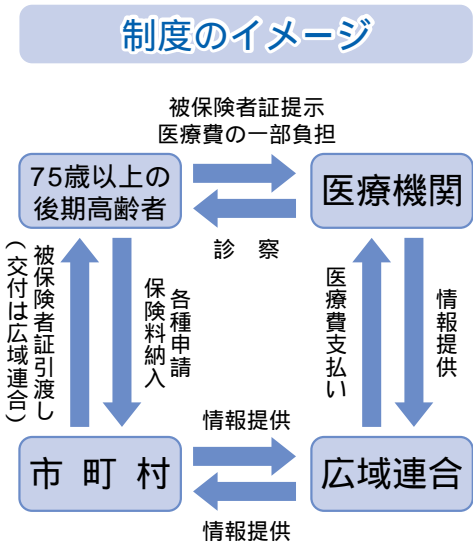 制度のイメージ
被保険者証提示
医療費の一部負担
75歳以上の
後期高齢者
医療機関
診 察
被保険者証引渡し
(交付は広域連合)
各種申請
保険料納入
医療費支払い
情報提供
情報提供
市 町 村
広域連合
情報提供